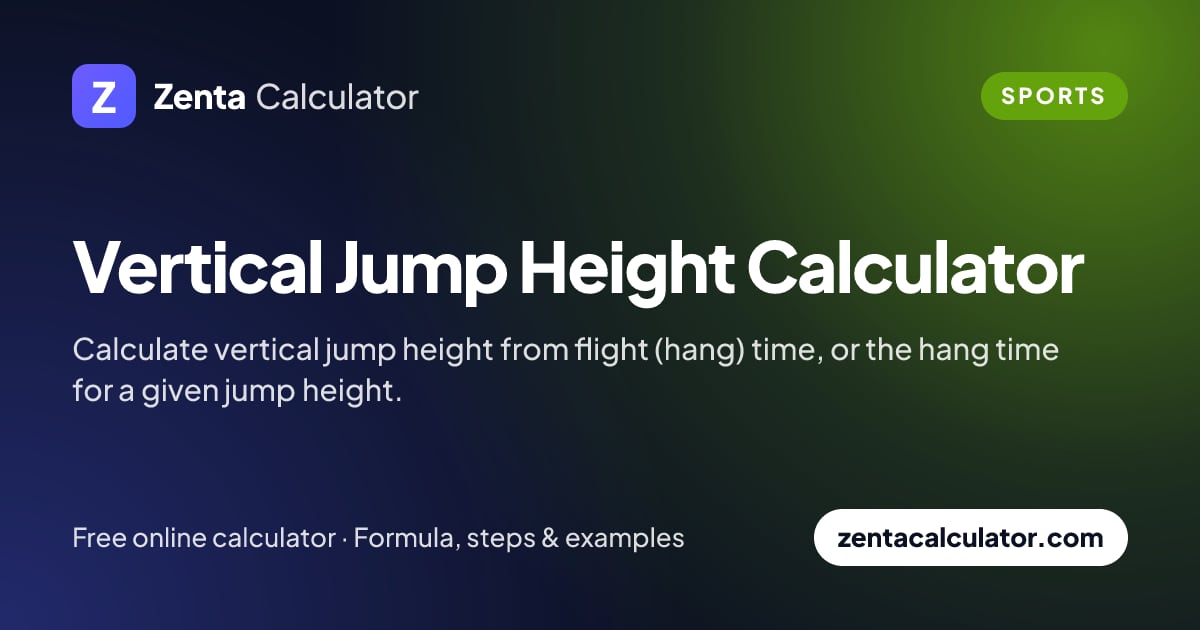 Z
Zenta Calculator
SPORTS
Vertical Jump Height Calculator
Calculate vertical jump height from flight (hang) time, or the hang time
for a given jump height.
Free online calculator · Formula, steps & examples
zentacalculator.com